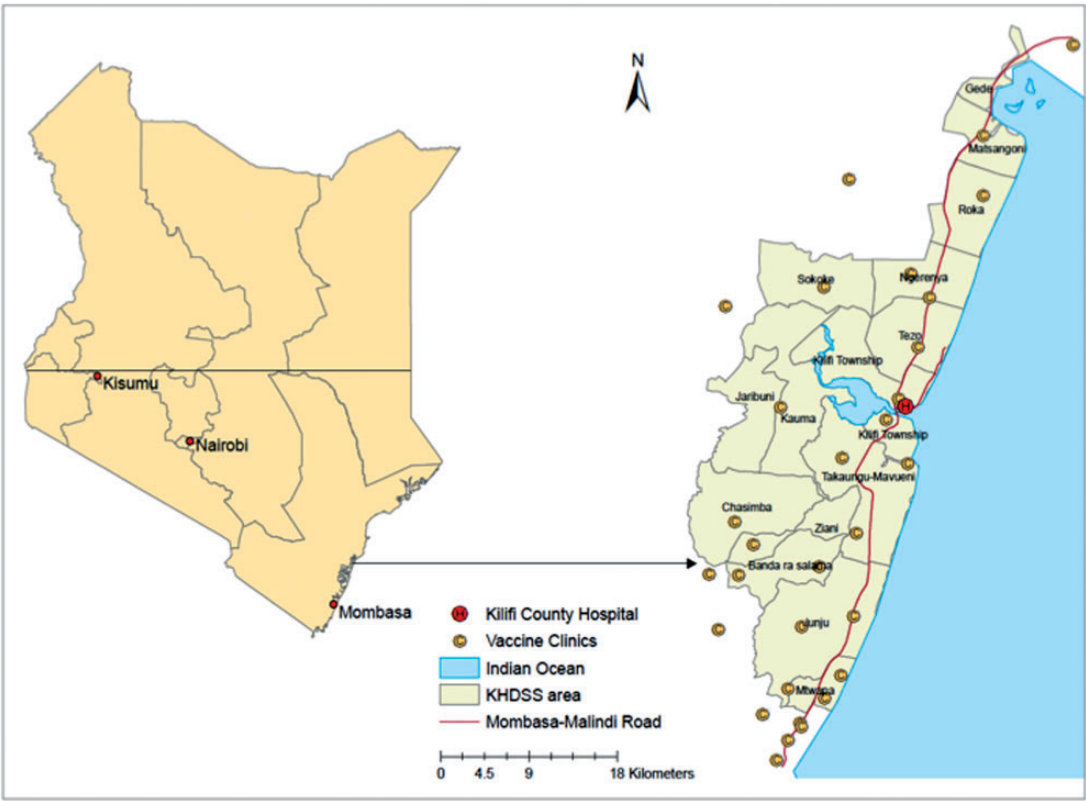 N
Gede
Matsangoni
Roka
Sokoke
Ngerenya
Tezo
Kilifi Township
Jaribuni
Kauma
H
Kilifi Township
Takaungu-Mavueni
Chasimba
Ziani
Banda ra salama
Junju
Mtwapa
Kisumu
Nairobi
Mombasa
H Kilifi County Hospital
C Vaccine Clinics
Indian Ocean
KHDSS area
Mombasa-Malindi Road
0 4.5 9 18 Kilometers